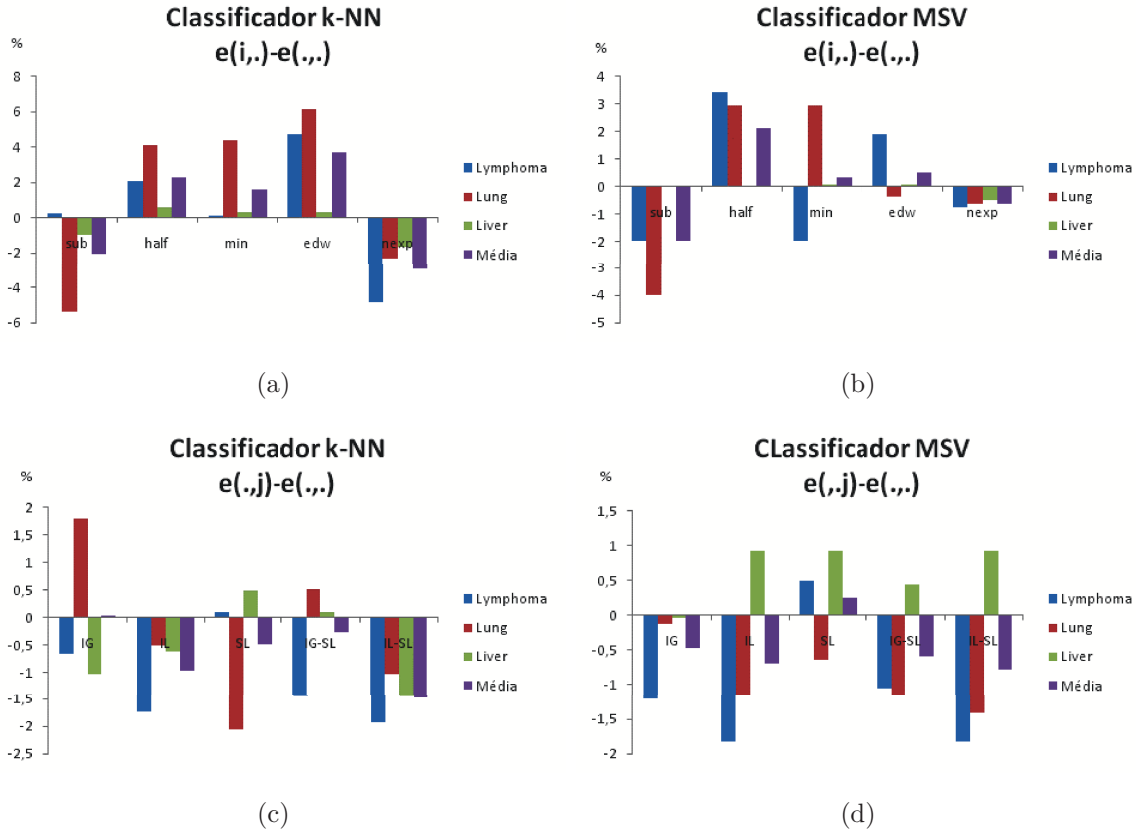 Classificador k-NN
e(i,.)-e(.,.)
%
8
6
4
2
0
-2
-4
-6
sub
half
min
edw
nexp
Lymphoma
Lung
Liver
Média
(a)
Classificador MSV
e(i,.)-e(.,.)
%
4
3
2
1
0
-1
-2
-3
-4
-5
sub
half
min
edw
nexp
Lymphoma
Lung
Liver
Média
(b)
Classificador k-NN
e(.,j)-e(.,.)
%
2
1,5
1
0,5
0
-0,5
-1
-1,5
-2
-2,5
IG
IL
SL
IG-SL
IL-SL
Lymphoma
Lung
Liver
Média
(c)
CLassificador MSV
e(,.j)-e(.,.)
%
1,5
1
0,5
0
-0,5
-1
-1,5
-2
IG
IL
SL
IG-SL
IL-SL
Lymphoma
Lung
Liver
Média
(d)